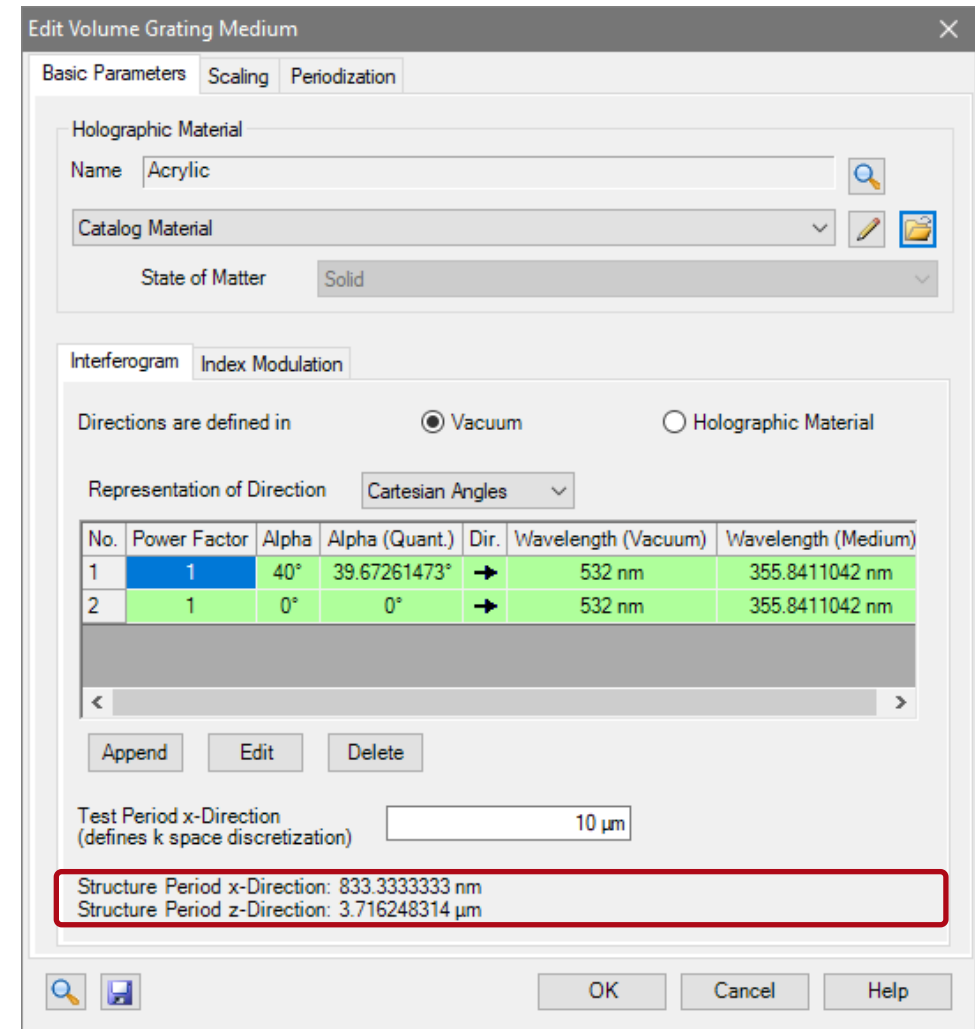 Edit Volume Grating Medium
Basic Parameters Scaling Periodization
Holographic Material
Name Acrylic
Catalog Material
State of Matter Solid
Interferogram Index Modulation
Directions are defined in Vacuum Holographic Material
Representation of Direction Cartesian Angles
No. Power Factor Alpha Alpha (Quant.) Dir. Wavelength (Vacuum) Wavelength (Medium)
1 1 40° 39.67261473° 532 nm 355.8411042 nm
2 1 0° 0° 532 nm 355.8411042 nm
Append Edit Delete
Test Period x-Direction
(defines k space discretization) 10 µm
Structure Period x-Direction: 833.3333333 nm
Structure Period z-Direction: 3.716248314 µm
OK Cancel Help